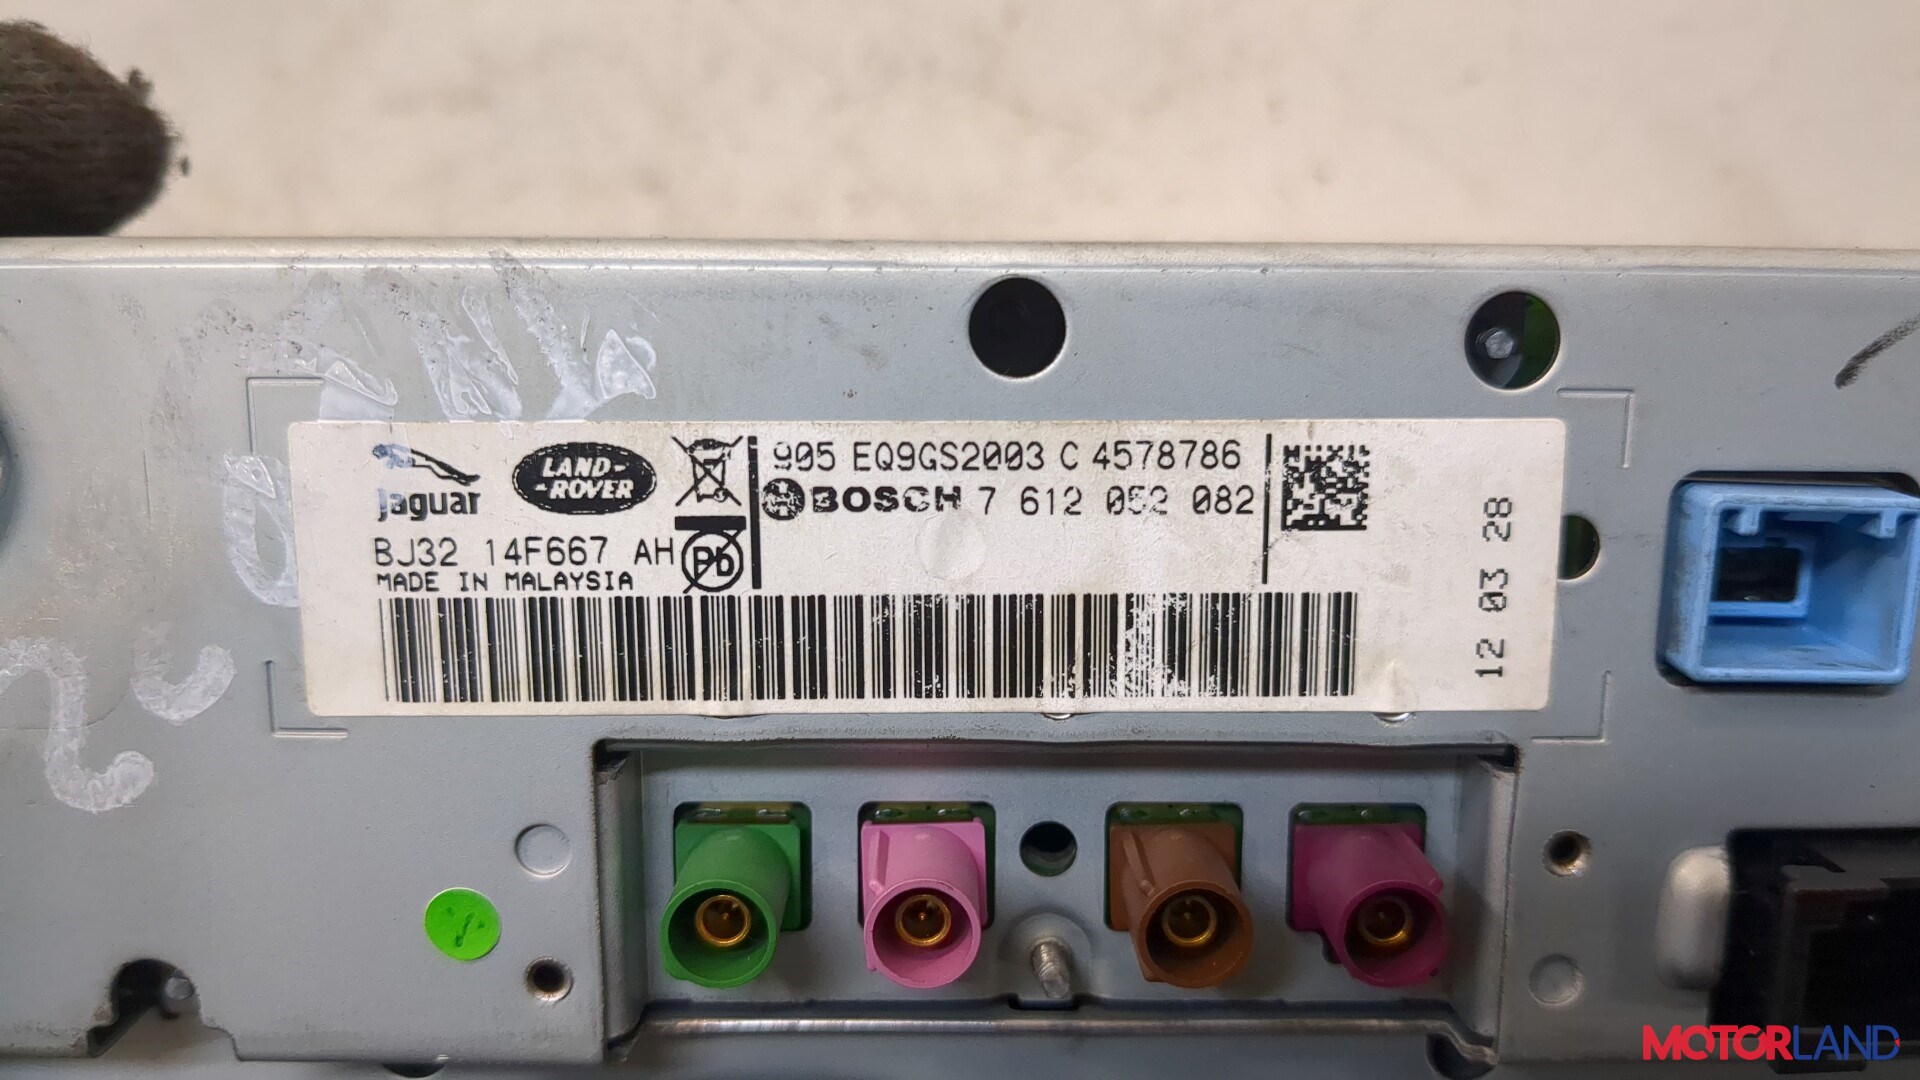 Jaguar
LAND-
-ROVER
BJ32 14F667 AH
Pb
MADE IN MALAYSIA
905 EQ9GS2003 C 4578786
BOSCH 7 612 052 082
12 03 28
MOTORLAND